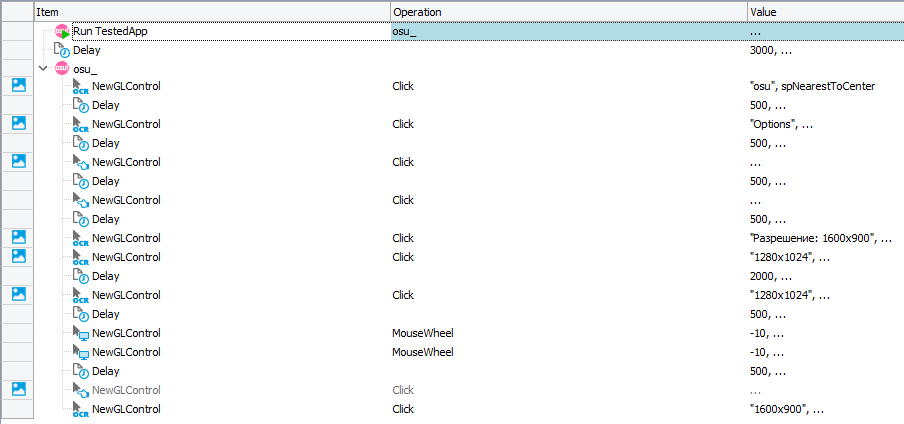 Item Operation Value
Run TestedApp osu_ ...
Delay 3000, ...
osu_
NewGLControl Click "osu", spNearestToCenter
Delay 500, ...
NewGLControl Click "Options", ...
Delay 500, ...
NewGLControl Click ...
Delay 500, ...
NewGLControl Click ...
Delay 500, ...
NewGLControl Click "Разрешение: 1600x900", ...
NewGLControl Click "1280x1024", ...
Delay 2000, ...
NewGLControl Click "1280x1024", ...
Delay 500, ...
NewGLControl MouseWheel -10, ...
NewGLControl MouseWheel -10, ...
Delay 500, ...
NewGLControl Click ...
NewGLControl Click "1600x900", ...